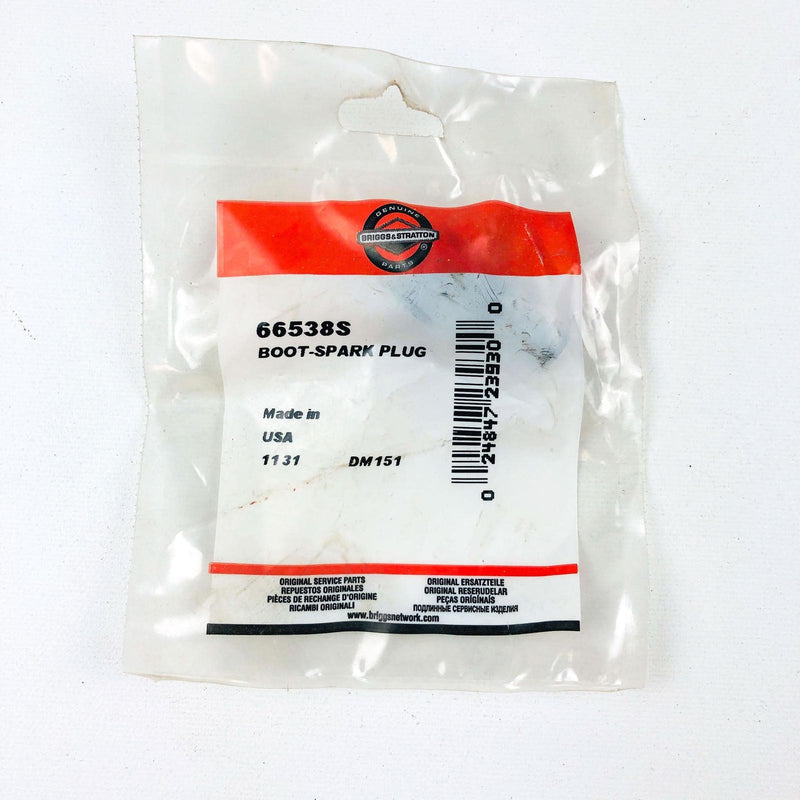 GENUINE
BRIGGS&STRATTON®
PARTS
66538S
BOOT-SPARK PLUG
Made in
USA
1131 DM151
0 24847 23930 0
ORIGINAL SERVICE PARTS
REPUESTOS ORIGINALES
PIÈCES DE RECHANGE D'ORIGINE
RICAMBI ORIGINALI
ORIGINAL ERSATZTEILE
ORIGINAL RESERUDELAR
PEÇAS ORIGÍNAIS
ПОДЛИННЫЕ СЕРВИСНЫЕ ИЗДЕЛИЯ
www.briggsnetwork.com